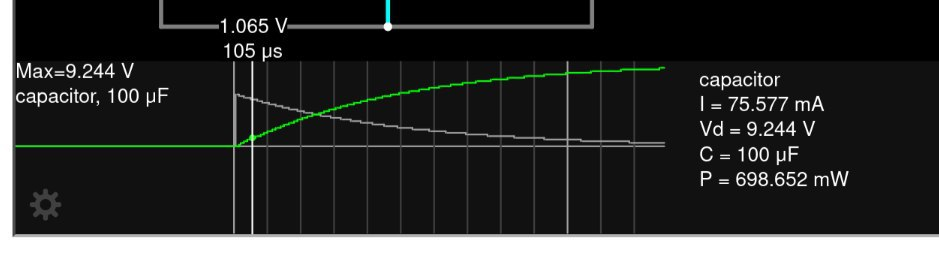 1.065 V
105 µs
Max=9.244 V
capacitor, 100 µF
capacitor
I = 75.577 mA
Vd = 9.244 V
C = 100 µF
P = 698.652 mW